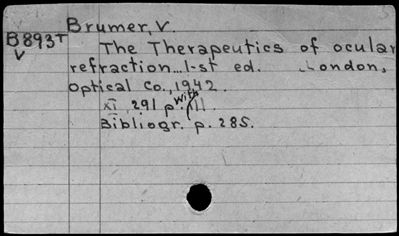 Brumer, V.
B893T
V
The Therapeutics of ocular
refraction...1-st ed. London,
Optical Co., 1942.
XI, 291 p. with ill.
Bibliogr. p. 285.